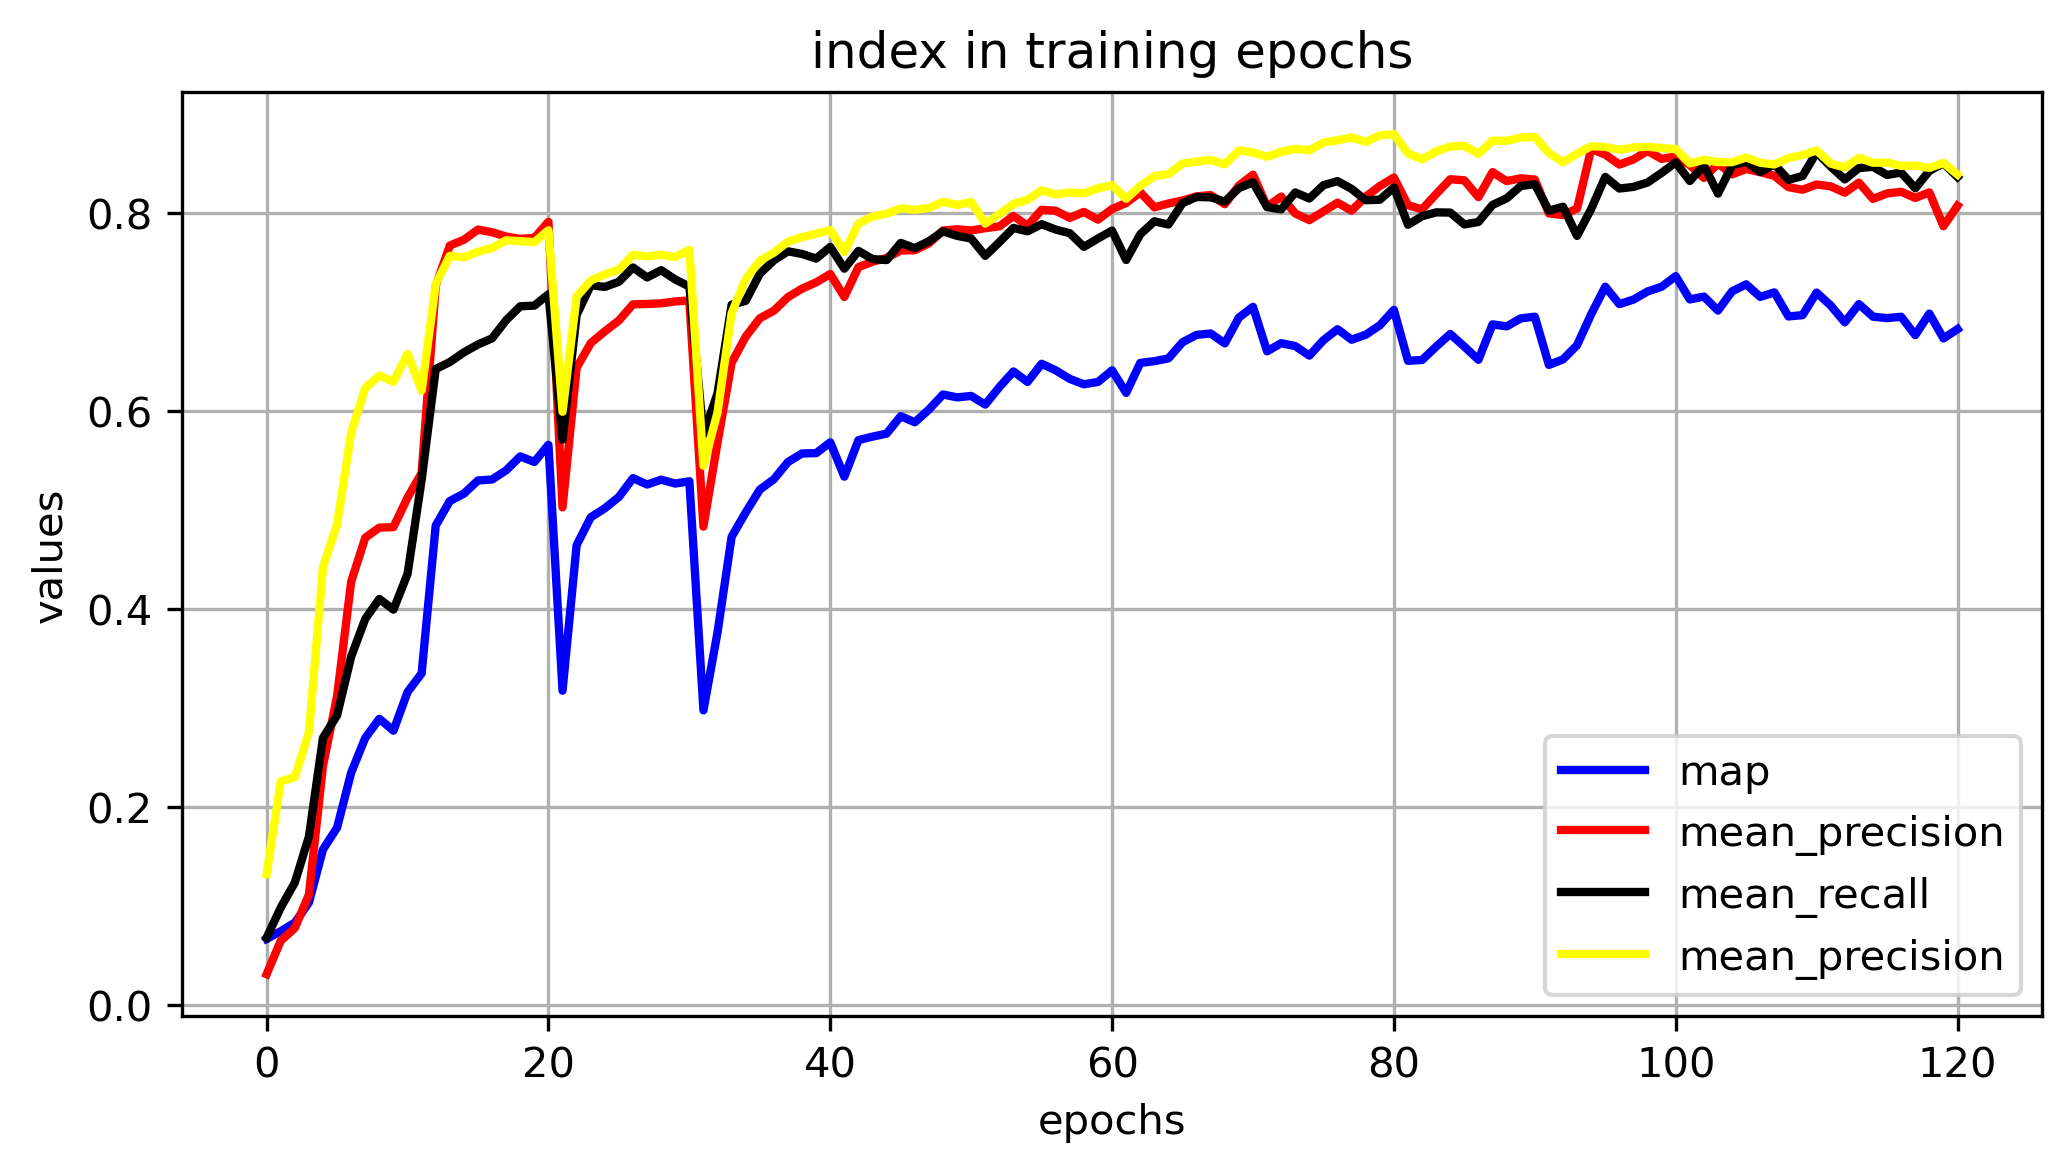 index in training epochs
values
0.8
0.6
0.4
0.2
0.0
map
mean_precision
mean_recall
mean_precision
0 20 40 60 80 100 120
epochs